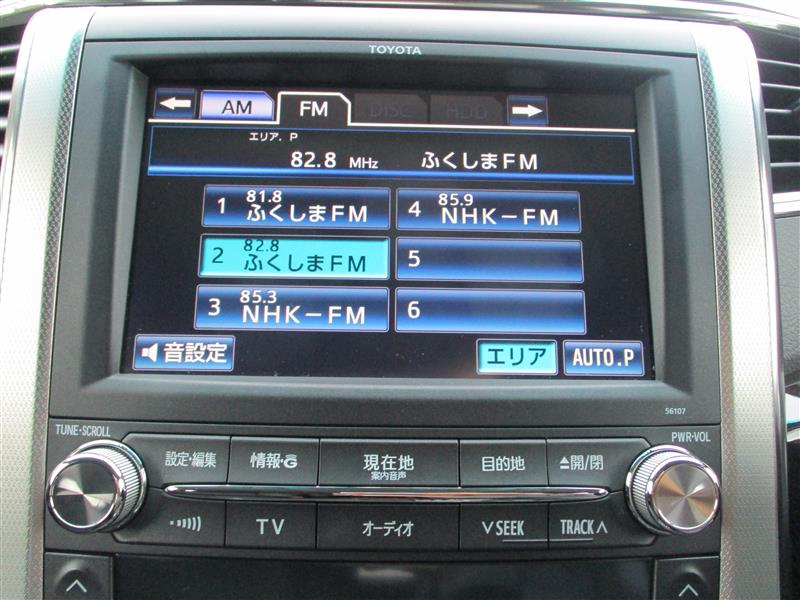 TOYOTA
AM FM DISC HDD
エリア. P
82.8 MHz ふくしまFM
1 81.8 ふくしまFM
4 85.9 NHK-FM
2 82.8 ふくしまFM
5
3 85.3 NHK-FM
6
音設定 エリア AUTO.P
56107
TUNE・SCROLL PWR・VOL
設定・編集 情報・G 現在地 目的地 開/閉
案内音声
TV オーディオ ∨SEEK TRACK∧